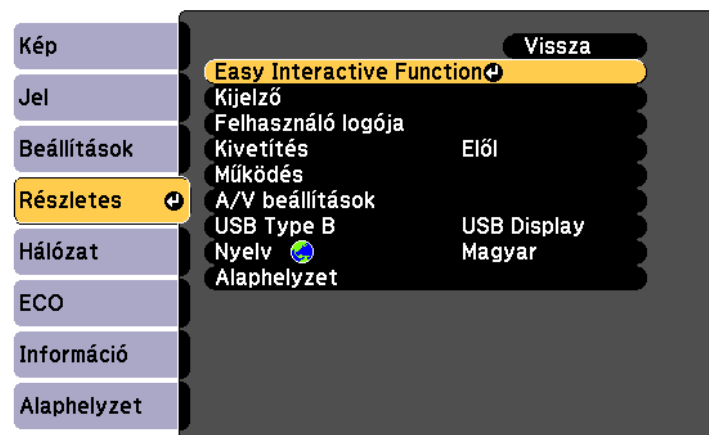 Kép
Jel
Beállítások
Részletes
Hálózat
ECO
Információ
Alaphelyzet
Vissza
Easy Interactive Function
Kijelző
Felhasználó logója
Kivetítés Elől
Működés
A/V beállítások
USB Type B USB Display
Nyelv Magyar
Alaphelyzet